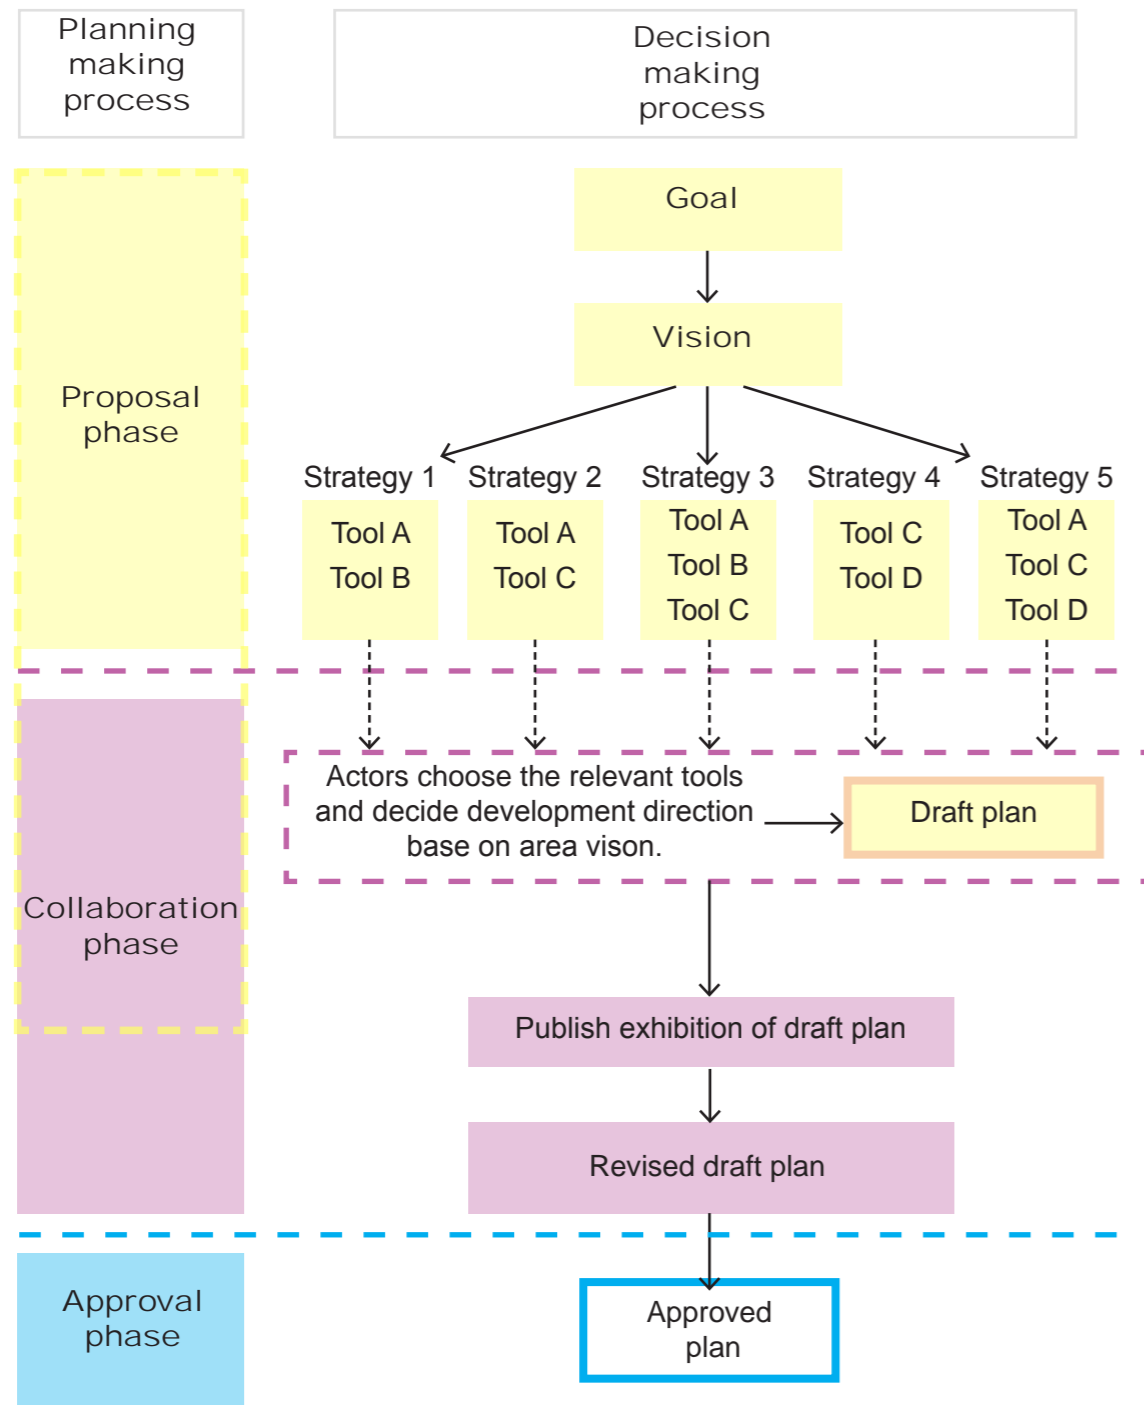 Planning
making
process
Decision
making
process
Goal
Vision
Proposal
phase
Strategy 1
Strategy 2
Strategy 3
Strategy 4
Strategy 5
Tool A
Tool B
Tool A
Tool C
Tool A
Tool B
Tool C
Tool C
Tool D
Tool A
Tool C
Tool D
Actors choose the relevant tools
and decide development direction
base on area vison.
Draft plan
Collaboration
phase
Publish exhibition of draft plan
Revised draft plan
Approval
phase
Approved
plan